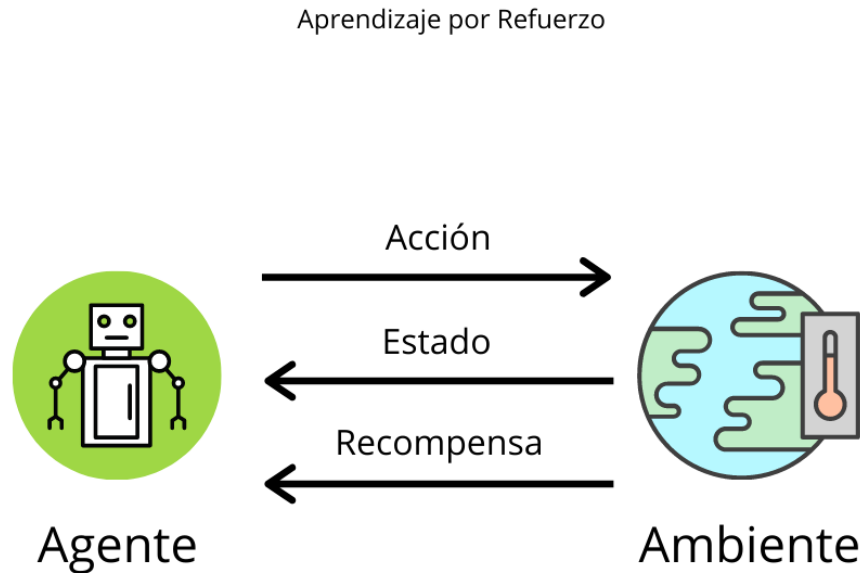 Aprendizaje por Refuerzo
Acción
Estado
Recompensa
Agente
Ambiente